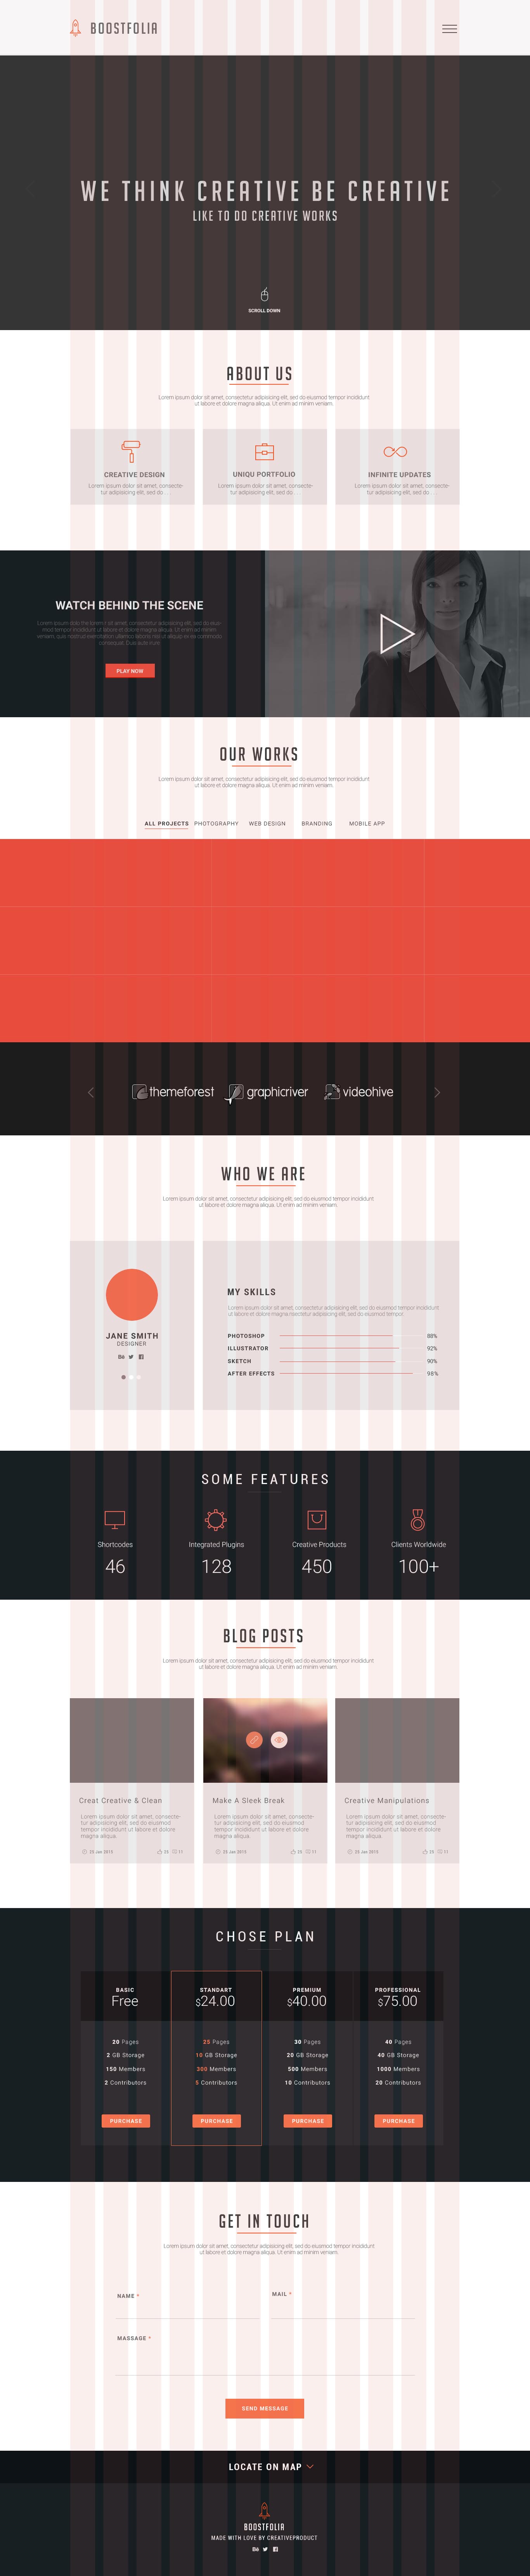 BOOSTFOLIA
WE THINK CREATIVE BE CREATIVE
LIKE TO DO CREATIVE WORKS
SCROLL DOWN
ABOUT US
Lorem ipsum dolor sit amet, consectetur adipisicing elit, sed do eiusmod tempor incididunt
ut labore et dolore magna aliqua. Ut enim ad minim veniam.
CREATIVE DESIGN
Lorem ipsum dolor sit amet, consecte-
tur adipisicing elit, sed do
UNIQU PORTFOLIO
Lorem ipsum dolor sit amet, consecte-
tur adipisicing elit, sed do
INFINITE UPDATES
Lorem ipsum dolor sit amet, consecte-
tur adipisicing elit, sed do
WATCH BEHIND THE SCENE
Lorem ipsum dolo the lorem r sit amet, consectetur adipisicing elit, sed do eius-
mod tempor incididunt ut labore et dolore magna aliqua. Ut enim ad minim
veniam, quis nostrud exercitation ullamco laboris nisi ut aliquip ex ea commodo
consequat. Duis aute irure
PLAY NOW
OUR WORKS
Lorem ipsum dolor sit amet, consectetur adipisicing elit, sed do eiusmod tempor incididunt
ut labore et dolore magna aliqua. Ut enim ad minim veniam.
ALL PROJECTS PHOTOGRAPHY WEB DESIGN BRANDING MOBILE APP
themeforest graphicriver videohive
WHO WE ARE
Lorem ipsum dolor sit amet, consectetur adipisicing elit, sed do eiusmod tempor incididunt
ut labore et dolore magna aliqua. Ut enim ad minim veniam.
JANE SMITH
DESIGNER
MY SKILLS
Lorem ipsum dolor sit amet, consectetur adipisicing elit, sed do eiusmod tempor incididunt
ut labore et dolore magna nsectetur adipisicing elit, sed do eiusmod tempor.
PHOTOSHOP 88%
ILLUSTRATOR 92%
SKETCH 90%
AFTER EFFECTS 98%
SOME FEATURES
Shortcodes
46
Integrated Plugins
128
Creative Products
450
Clients Worldwide
100+
BLOG POSTS
Lorem ipsum dolor sit amet, consectetur adipisicing elit, sed do eiusmod tempor incididunt
ut labore et dolore magna aliqua. Ut enim ad minim veniam.
Creat Creative & Clean
Lorem ipsum dolor sit amet, consecte-
tur adipisicing elit, sed do eiusmod
tempor incididunt ut labore et dolore
magna aliqua.
25 Jan 2015 25 11
Make A Sleek Break
Lorem ipsum dolor sit amet, consecte-
tur adipisicing elit, sed do eiusmod
tempor incididunt ut labore et dolore
magna aliqua.
25 Jan 2015 25 11
Creative Manipulations
Lorem ipsum dolor sit amet, consecte-
tur adipisicing elit, sed do eiusmod
tempor incididunt ut labore et dolore
magna aliqua.
25 Jan 2015 25 11
CHOSE PLAN
BASIC
Free
20 Pages
2 GB Storage
150 Members
2 Contributors
PURCHASE
STANDART
$24.00
25 Pages
10 GB Storage
300 Members
5 Contributors
PURCHASE
PREMIUM
$40.00
30 Pages
20 GB Storage
500 Members
10 Contributors
PURCHASE
PROFESSIONAL
$75.00
40 Pages
40 GB Storage
1000 Members
20 Contributors
PURCHASE
GET IN TOUCH
Lorem ipsum dolor sit amet, consectetur adipisicing elit, sed do eiusmod tempor incididunt
ut labore et dolore magna aliqua. Ut enim ad minim veniam.
NAME *
MAIL *
MASSAGE *
SEND MESSAGE
LOCATE ON MAP
BOOSTFOLIA
MADE WITH LOVE BY CREATIVEPRODUCT